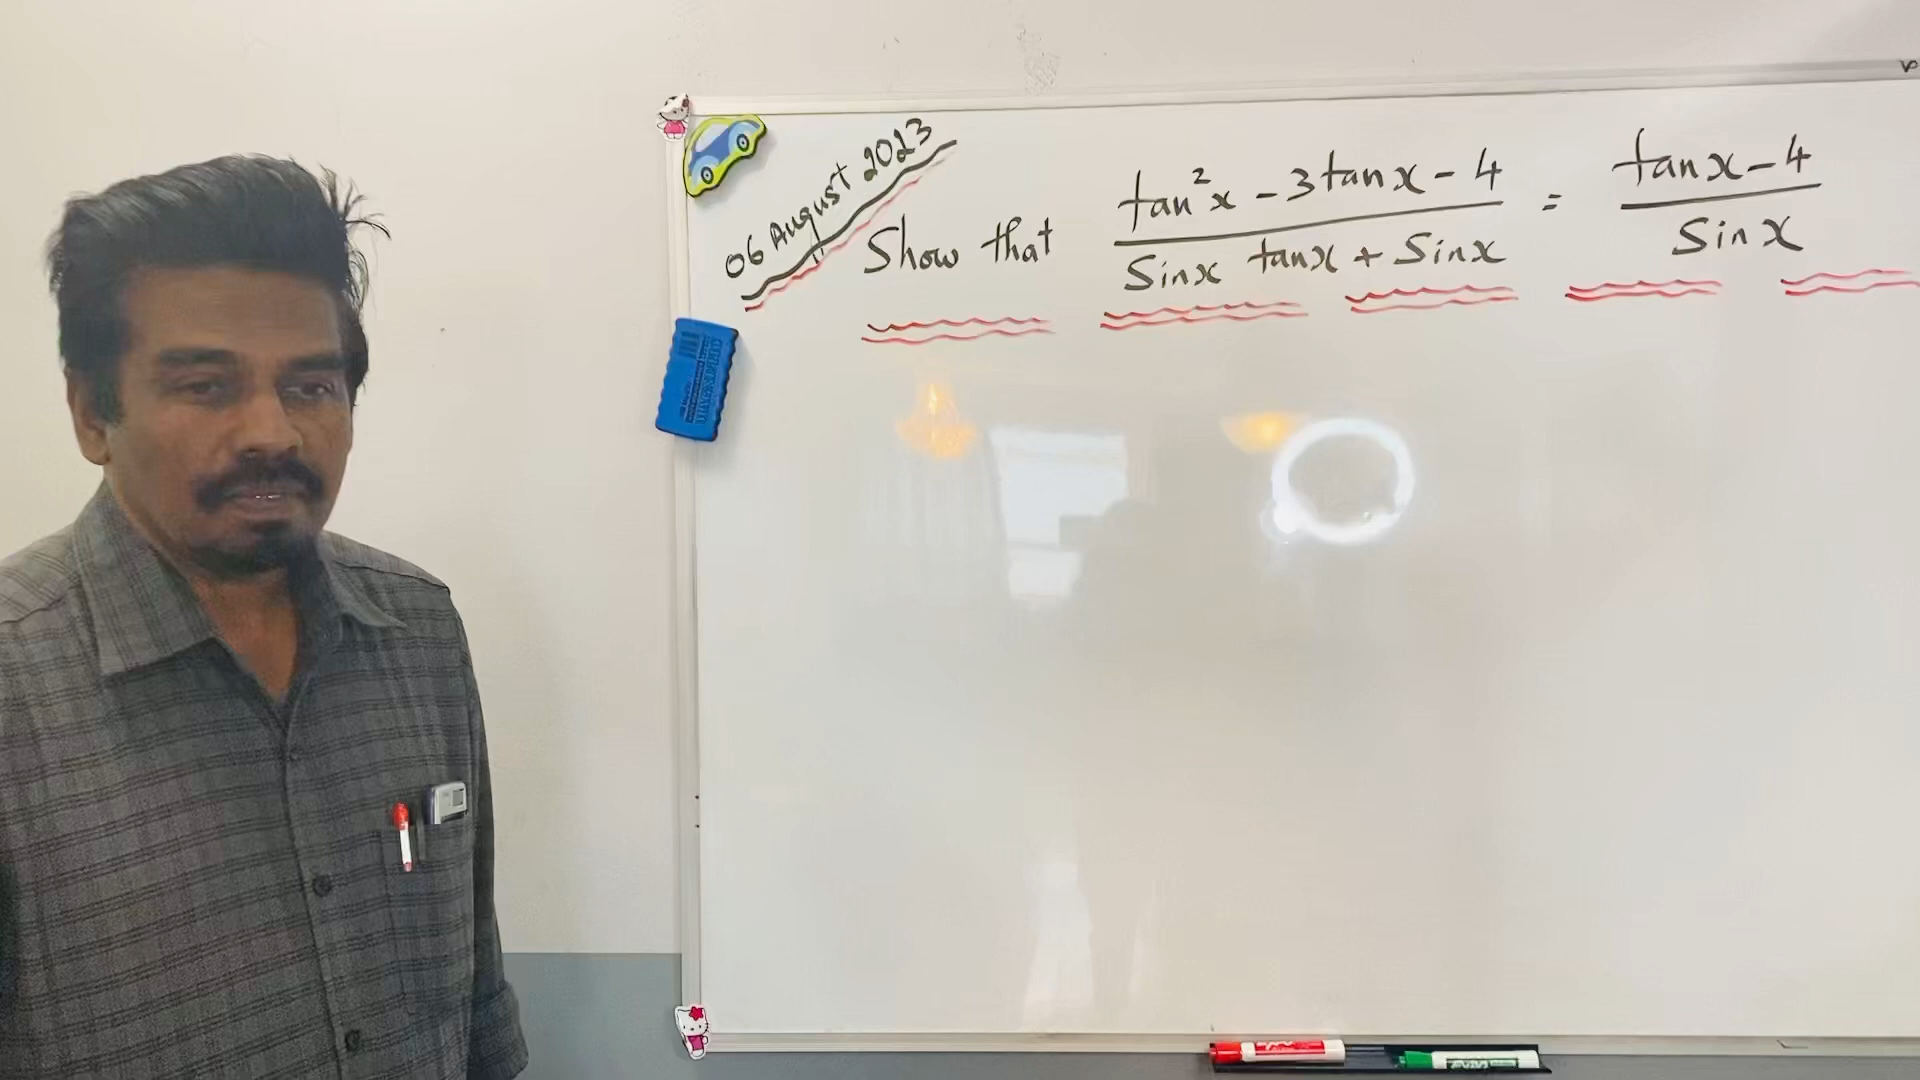 06 August 2023
Show that tan²x - 3tanx - 4 / Sinx tanx + Sinx = tanx - 4 / Sinx